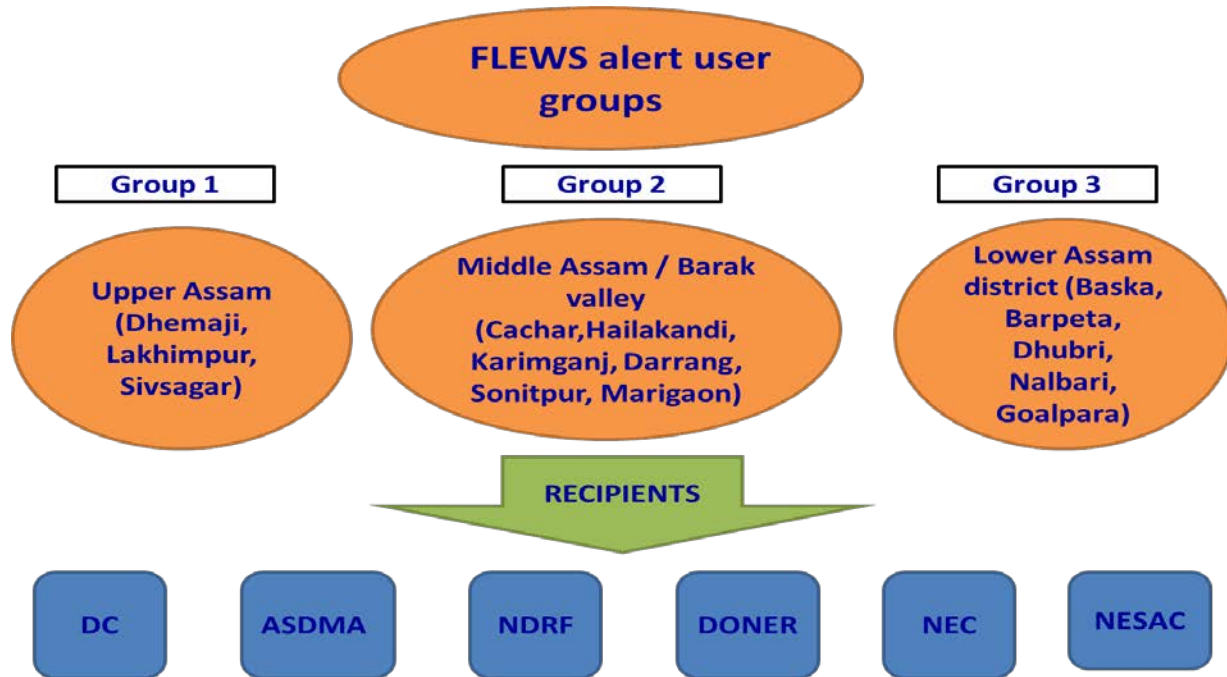 FLEWS alert user
groups
Group 1
Group 2
Group 3
Upper Assam
(Dhemaji,
Lakhimpur,
Sivsagar)
Middle Assam / Barak
valley
(Cachar,Hailakandi,
Karimganj, Darrang,
Sonitpur, Marigaon)
Lower Assam
district (Baska,
Barpeta,
Dhubri,
Nalbari,
Goalpara)
RECIPIENTS
DC
ASDMA
NDRF
DONER
NEC
NESAC